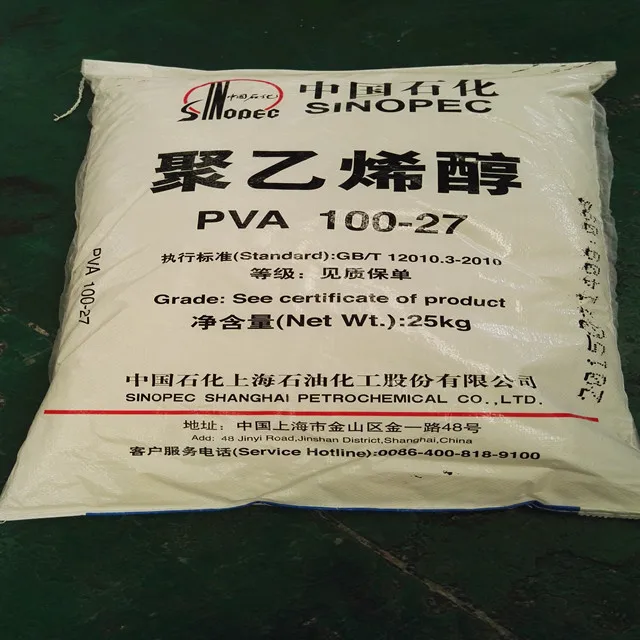 中国石化
SINOPEC
中国石化
SINOPEC
聚乙烯醇
PVA 100-27
执行标准(Standard):GB/T 12010.3-2010
等级：见质保单
Grade: See certificate of product
净含量(Net Wt.):25kg
中国石化上海石油化工股份有限公司
SINOPEC SHANGHAI PETROCHEMICAL CO.,LTD.
地址：中国上海市金山区金一路48号
Add: 48 Jinyi Road,Jinshan District,Shanghai,China
客户服务电话(Service Hotline):0086-400-818-9100
PVA 100-27